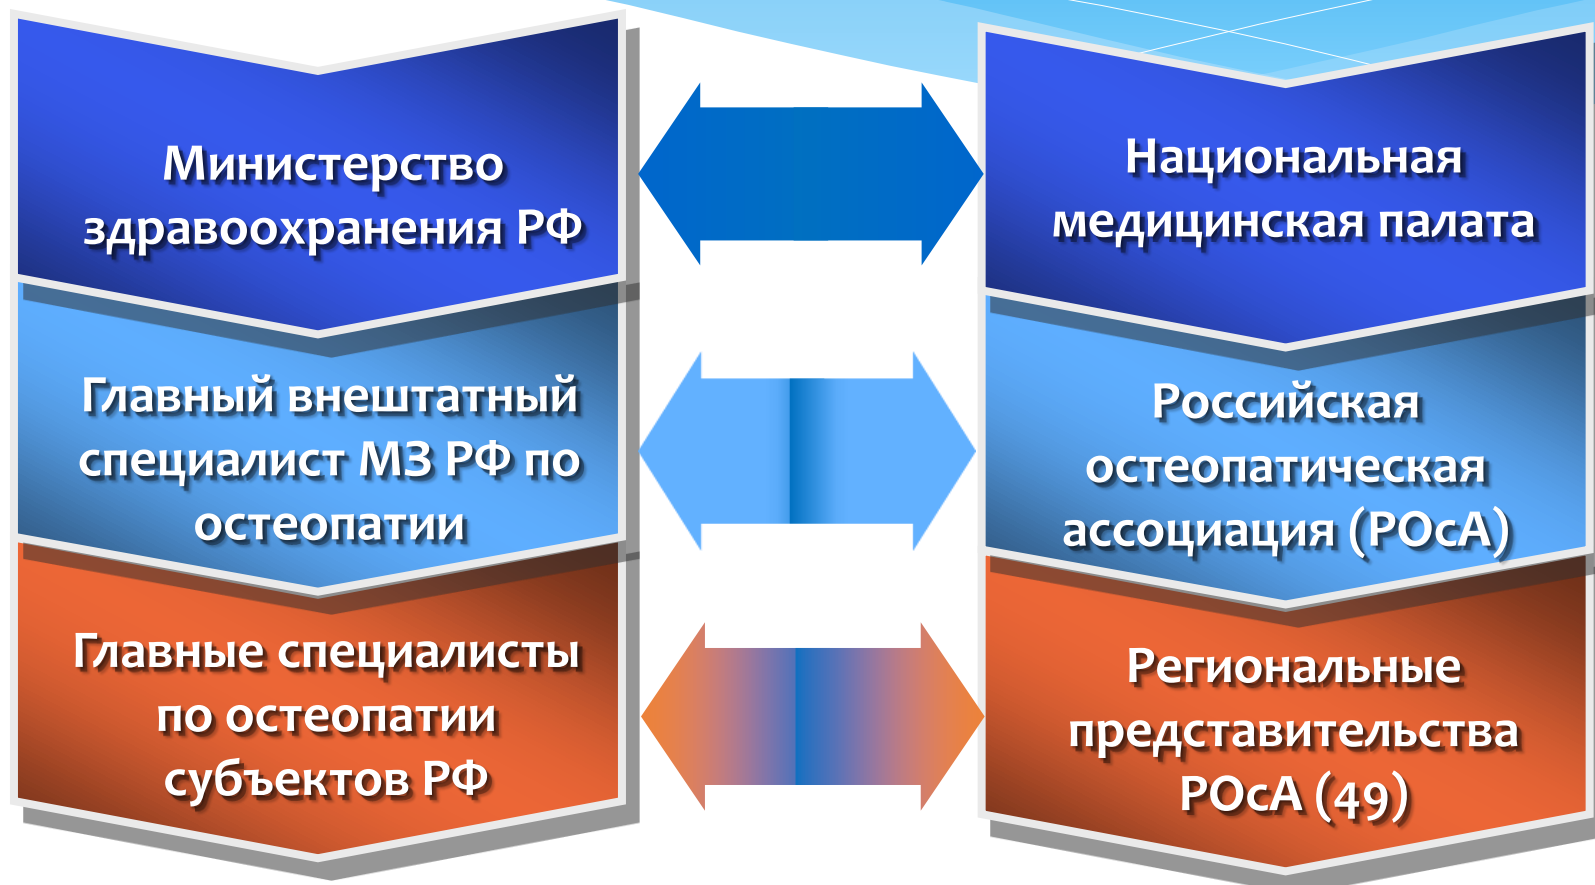 Министерство
здравоохранения РФ
Главный внештатный
специалист МЗ РФ по
остеопатии
Главные специалисты
по остеопатии
субъектов РФ
Национальная
медицинская палата
Российская
остеопатическая
ассоциация (РОсА)
Региональные
представительства
РОсА (49)